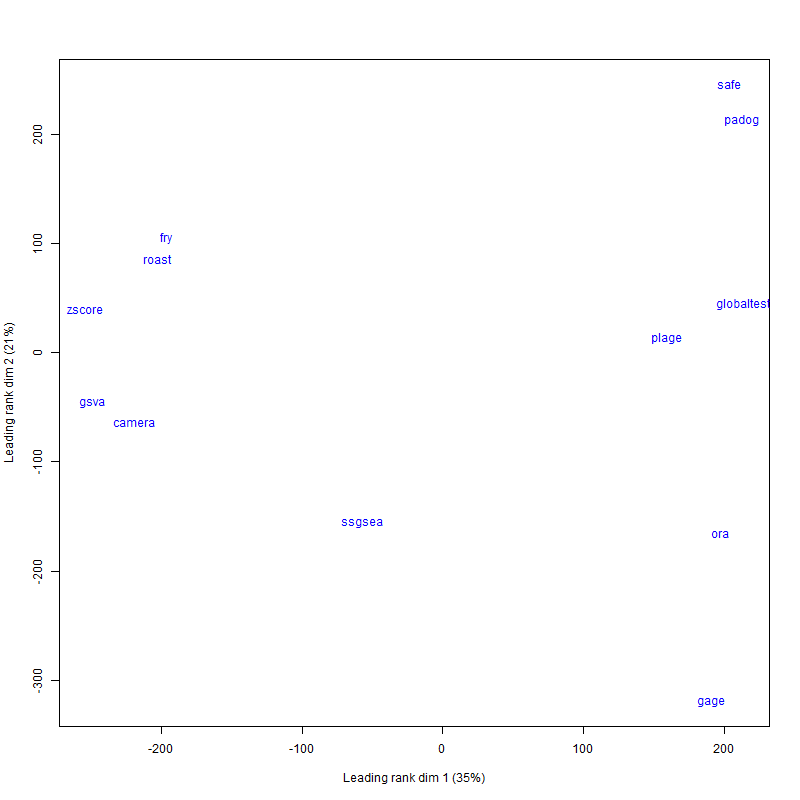 safe
padog
200
fry
100
roast
globaltest
zscore
plage
0
Leading rank dim 2 (21%)
gsva
camera
-100
ssgsea
ora
-200
-300
gage
-200
-100
0
100
200
Leading rank dim 1 (35%)